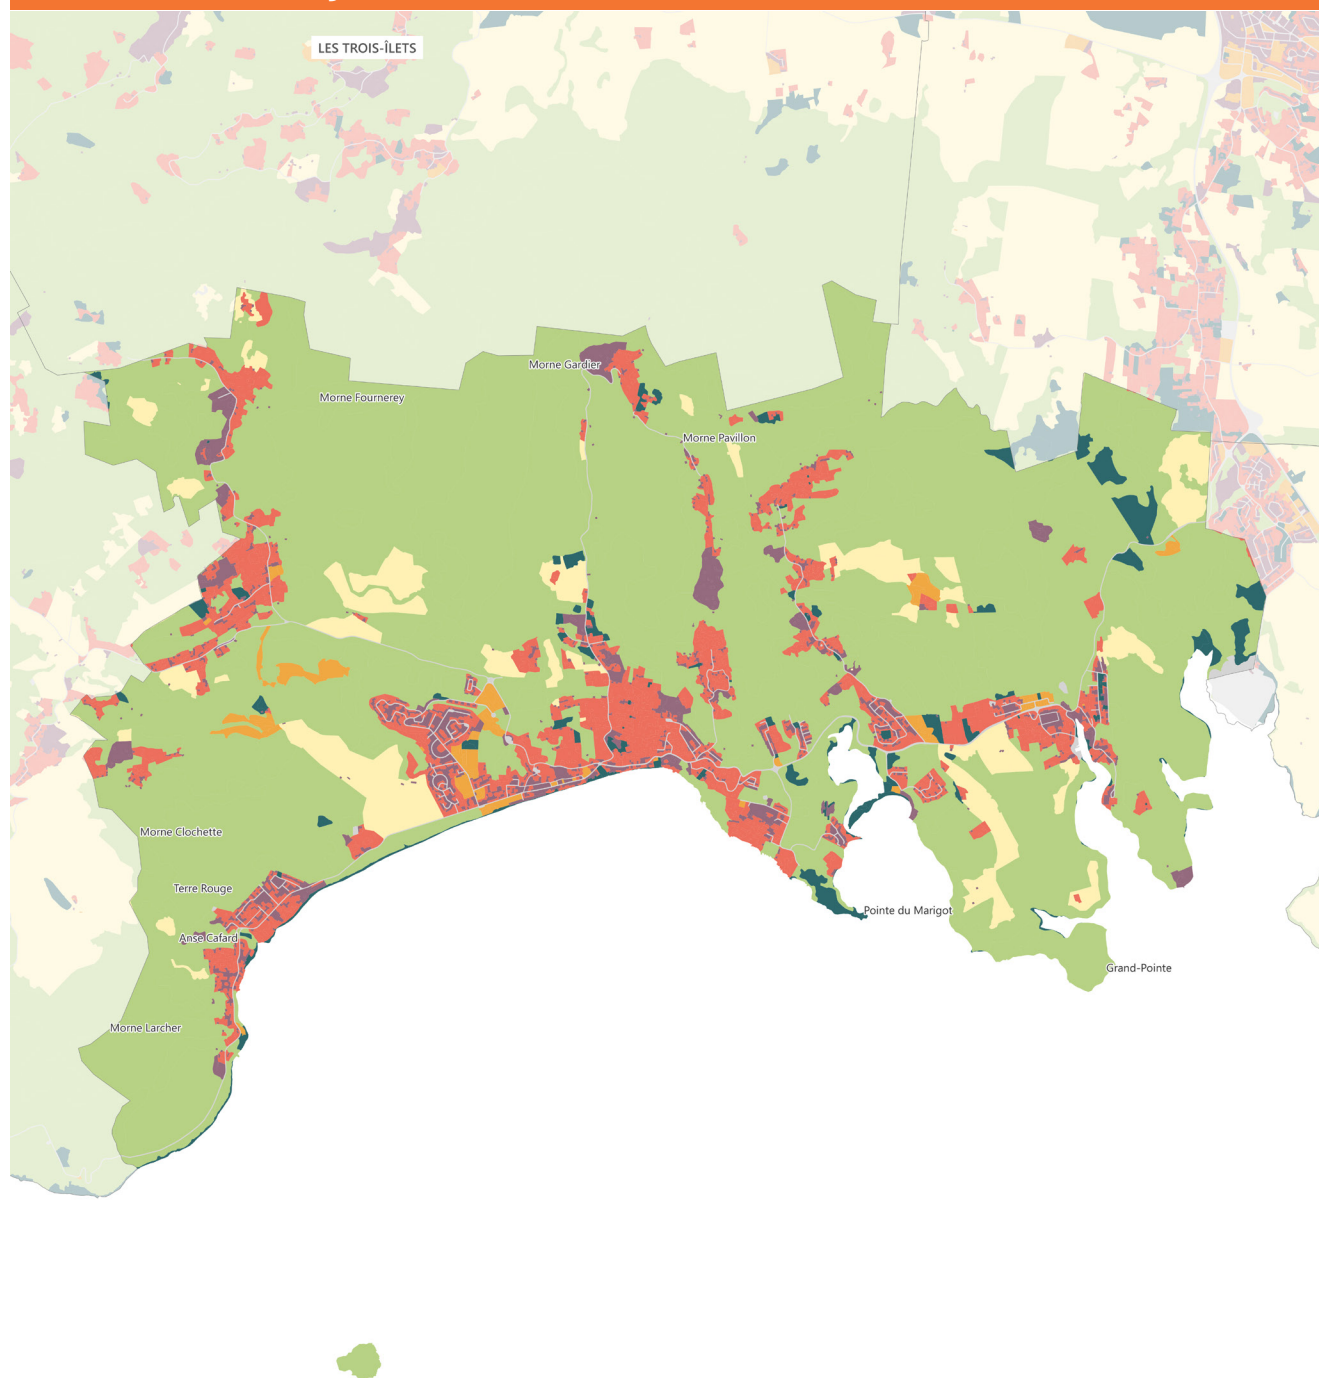 LES TROIS-ÎLETS
Morne Gardier
Morne Fournerey
Morne Pavillon
Morne Clochette
Terre Rouge
Pointe du Marigot
Anse Cafard
Grand-Pointe
Morne Larcher